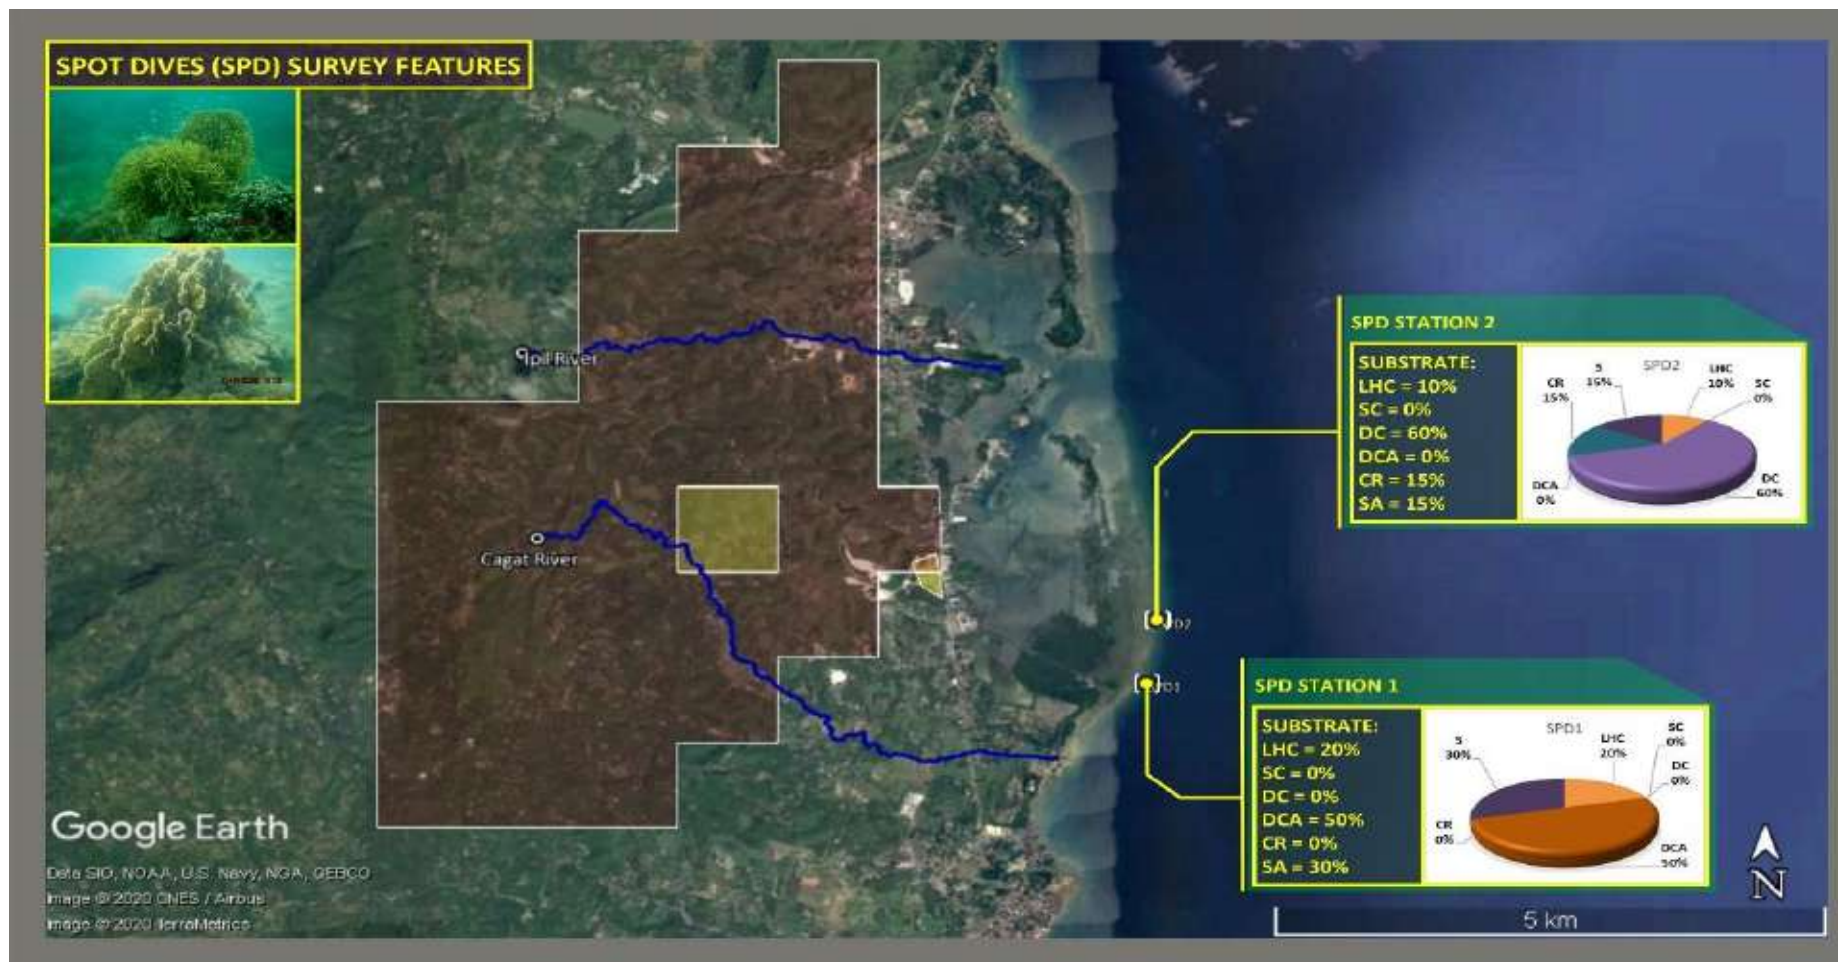 SPOT DIVES (SPD) SURVEY FEATURES
Ipil River
Cagat River
SPD STATION 2
SUBSTRATE:
LHC = 10%
SC = 0%
DC = 60%
DCA = 0%
CR = 15%
SA = 15%
SPD2
S
15%
LHC
10%
SC
0%
CR
15%
DCA
0%
DC
60%
SPD STATION 1
SUBSTRATE:
LHC = 20%
SC = 0%
DC = 0%
DCA = 50%
CR = 0%
SA = 30%
SPD1
S
30%
LHC
20%
SC
0%
DC
0%
CR
0%
DCA
50%
Google Earth
Data SIO, NOAA, U.S. Navy, NGA, GEBCO
Image © 2020 CNES / Airbus
Image © 2020 TerraMetrics
N
5 km